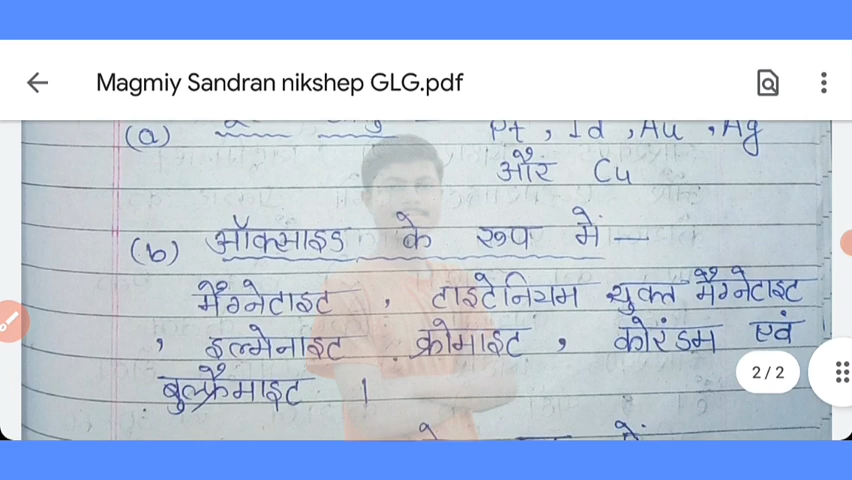 Magmiy Sandran nikshep GLG.pdf
(a) Pt, Id, Au, Ag
और Cu
(b) ऑक्साइड के रूप में —
मैग्नेटाइट , टाइटेनियम युक्त मैग्नेटाइट
, इल्मेनाइट क्रोमाइट , कोरंडम एवं
बुल्फ्रेमाइट ।
2/2